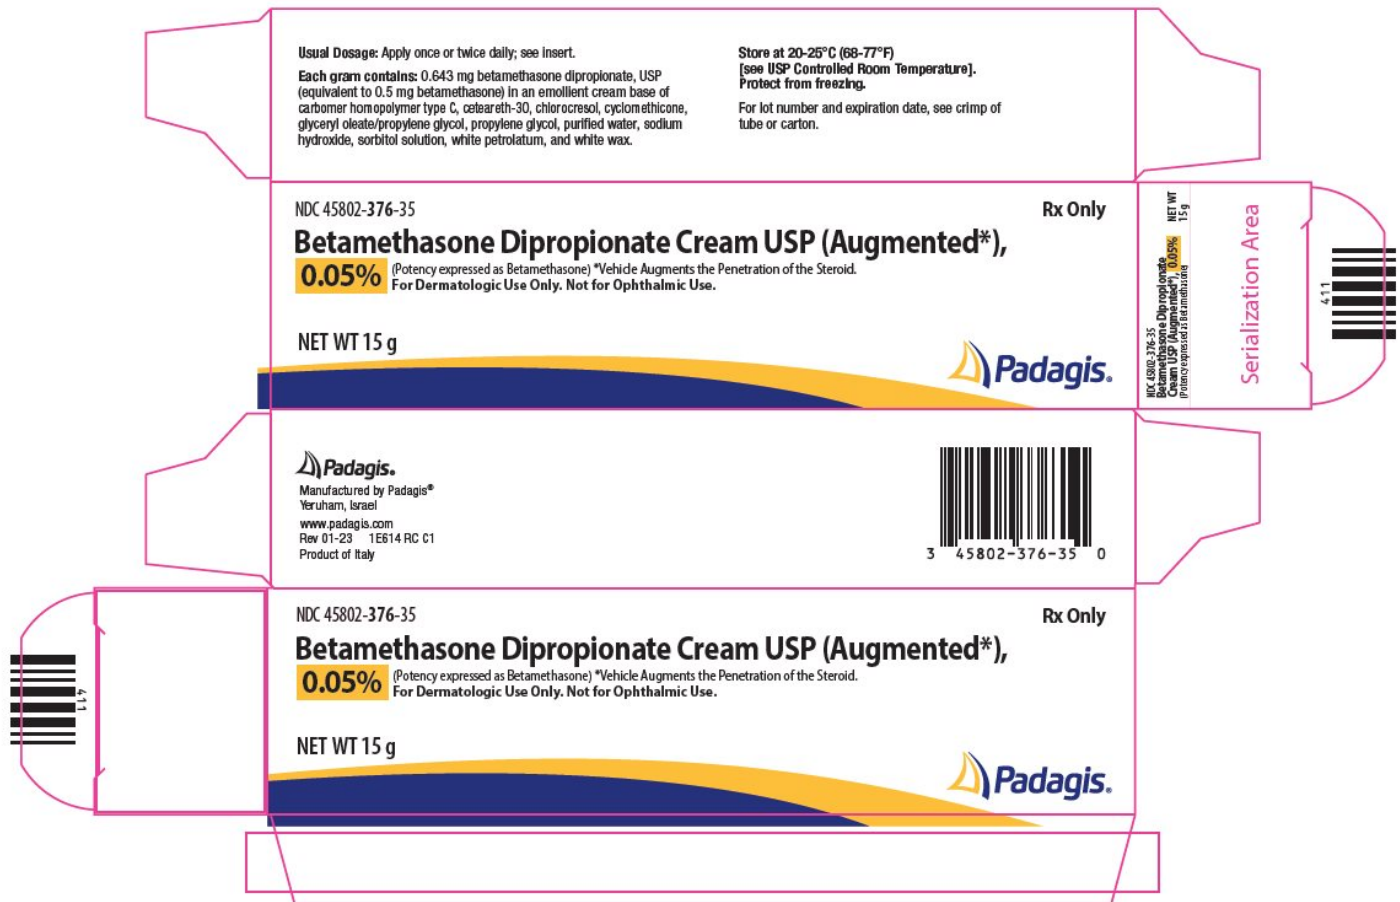 Usual Dosage: Apply once or twice daily; see insert.
Each gram contains: 0.643 mg betamethasone dipropionate, USP
(equivalent to 0.5 mg betamethasone) in an emollient cream base of
carbomer homopolymer type C, ceteareth-30, chlorocresol, cyclomethicone,
glyceryl oleate/propylene glycol, propylene glycol, purified water, sodium
hydroxide, sorbitol solution, white petrolatum, and white wax.
Store at 20-25°C (68-77°F)
[see USP Controlled Room Temperature].
Protect from freezing.
For lot number and expiration date, see crimp of
tube or carton.
NDC 45802-376-35
Rx Only
Betamethasone Dipropionate Cream USP (Augmented*),
0.05%
(Potency expressed as Betamethasone) *Vehicle Augments the Penetration of the Steroid.
For Dermatologic Use Only. Not for Ophthalmic Use.
NET WT 15 g
Padagis®
NDC 45802-376-35
Betamethasone Dipropionate
Cream USP (Augmented*), 0.05%
(Potency expressed as Betamethasone)
NET WT
15 g
Serialization Area
411
Padagis®
Manufactured by Padagis®
Yeruham, Israel
www.padagis.com
Rev 01-23 1E614 RC C1
Product of Italy
3 45802-376-35 0
NDC 45802-376-35
Rx Only
Betamethasone Dipropionate Cream USP (Augmented*),
0.05%
(Potency expressed as Betamethasone) *Vehicle Augments the Penetration of the Steroid.
For Dermatologic Use Only. Not for Ophthalmic Use.
411
NET WT 15 g
Padagis®